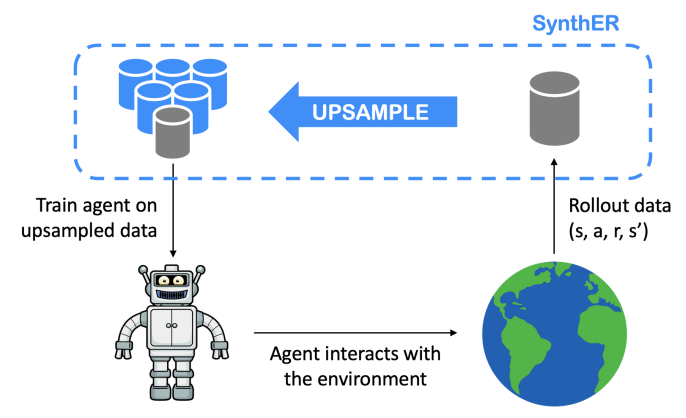 SynthER
UPSAMPLE
Train agent on
upsampled data
Rollout data
(s, a, r, s’)
Agent interacts with
the environment